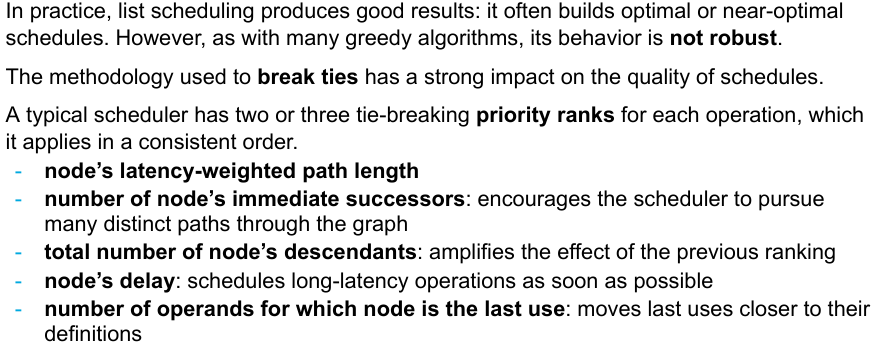 In practice, list scheduling produces good results: it often builds optimal or near-optimal
schedules. However, as with many greedy algorithms, its behavior is not robust.
The methodology used to break ties has a strong impact on the quality of schedules.
A typical scheduler has two or three tie-breaking priority ranks for each operation, which
it applies in a consistent order.
- node’s latency-weighted path length
- number of node’s immediate successors: encourages the scheduler to pursue
many distinct paths through the graph
- total number of node’s descendants: amplifies the effect of the previous ranking
- node’s delay: schedules long-latency operations as soon as possible
- number of operands for which node is the last use: moves last uses closer to their
definitions